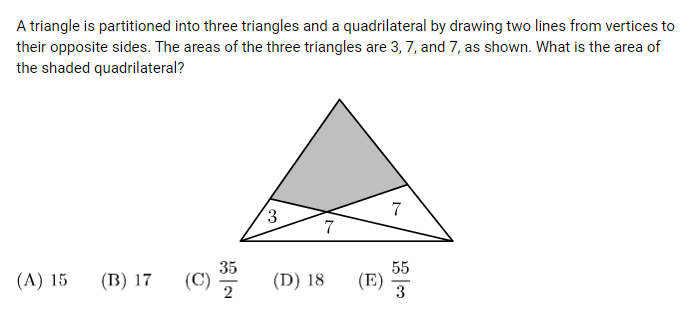 A triangle is partitioned into three triangles and a quadrilateral by drawing two lines from vertices to
their opposite sides. The areas of the three triangles are 3, 7, and 7, as shown. What is the area of
the shaded quadrilateral?
3
7
7
(A) 15 (B) 17 (C) 35/2 (D) 18 (E) 55/3